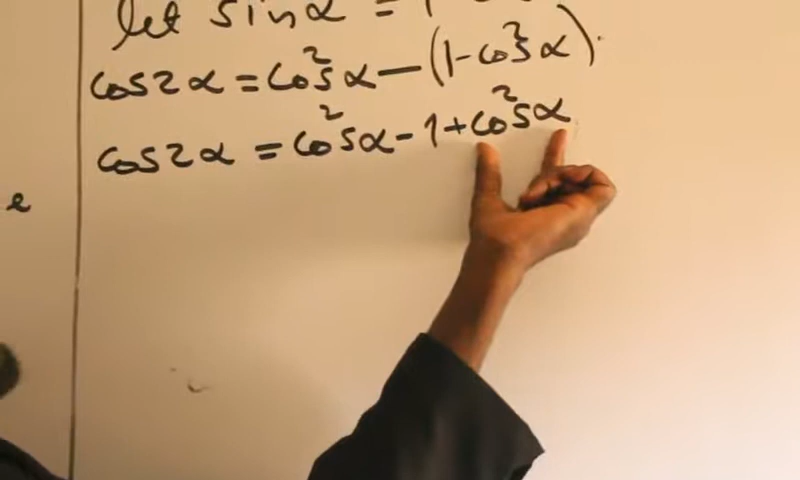 let sinα =
cos2α = cos²α - (1 - cos²α).
cos2α = cos²α - 1 + cos²α
e